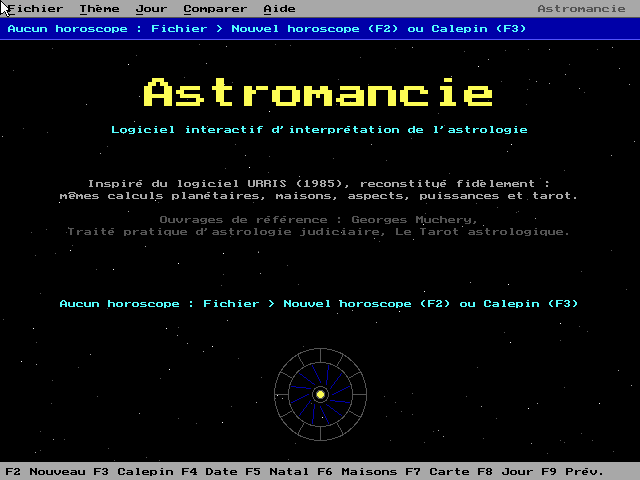 Fichier Thème Jour Comparer Aide Astromancie
Aucun horoscope : Fichier > Nouvel horoscope (F2) ou Calepin (F3)
Astromancie
Logiciel interactif d'interprétation de l'astrologie
Inspiré du logiciel URRIS (1985), reconstitué fidèlement :
mêmes calculs planétaires, maisons, aspects, puissances et tarot.
Ouvrages de référence : Georges Muchery,
Traité pratique d'astrologie judiciaire, Le Tarot astrologique.
Aucun horoscope : Fichier > Nouvel horoscope (F2) ou Calepin (F3)
F2 Nouveau F3 Calepin F4 Date F5 Natal F6 Maisons F7 Carte F8 Jour F9 Prév.